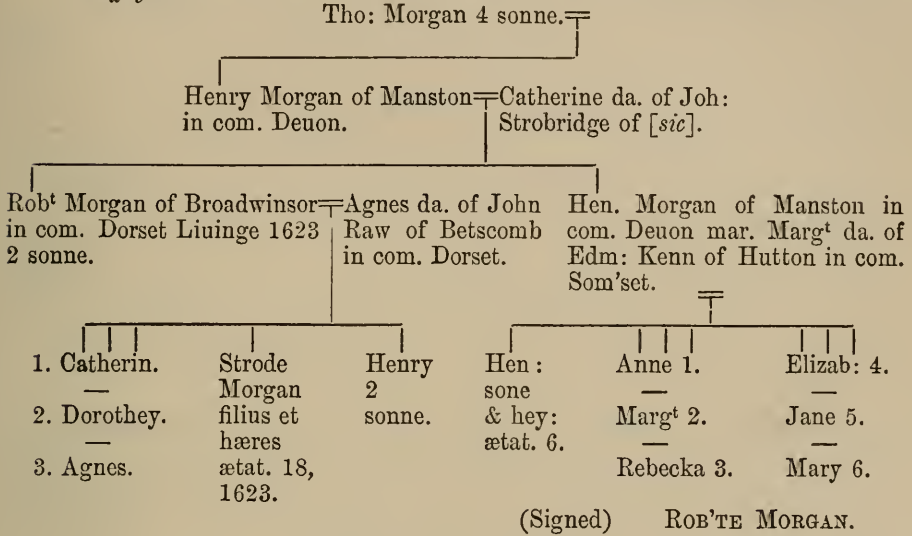 Tho: Morgan 4 sonne.
Henry Morgan of Manston
in com. Deuon.
Catherine da. of Joh:
Strobridge of [sic].
Robᵗ Morgan of Broadwinsor
in com. Dorset Liuinge 1623
2 sonne.
Agnes da. of John
Raw of Betscomb
in com. Dorset.
Hen. Morgan of Manston in
com. Deuon mar. Margᵗ da. of
Edm: Kenn of Hutton in com.
Som'set.
1. Catherin.
—
2. Dorothey.
—
3. Agnes.
Strode
Morgan
filius et
hæres
ætat. 18,
1623.
Henry
2
sonne.
Hen:
sone
& hey:
ætat. 6.
Anne 1.
—
Margᵗ 2.
—
Rebecka 3.
Elizab: 4.
—
Jane 5.
—
Mary 6.
(Signed) ROB'TE MORGAN.